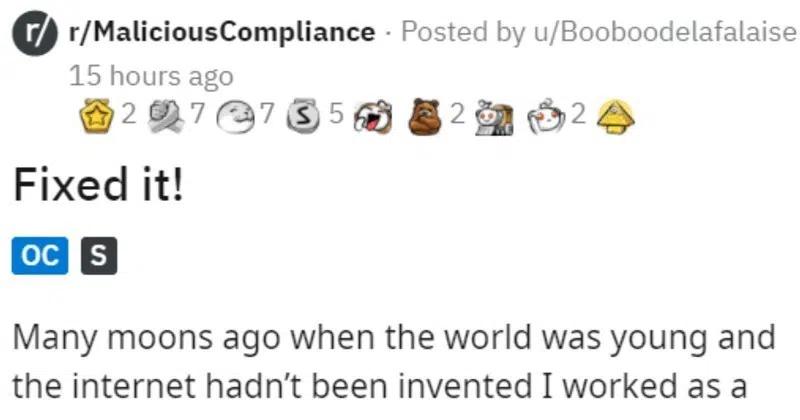 r/ r/MaliciousCompliance · Posted by u/Booboodelafalaise
15 hours ago
2 7 7 S 5 2 2
Fixed it!
OC S
Many moons ago when the world was young and
the internet hadn't been invented I worked as a